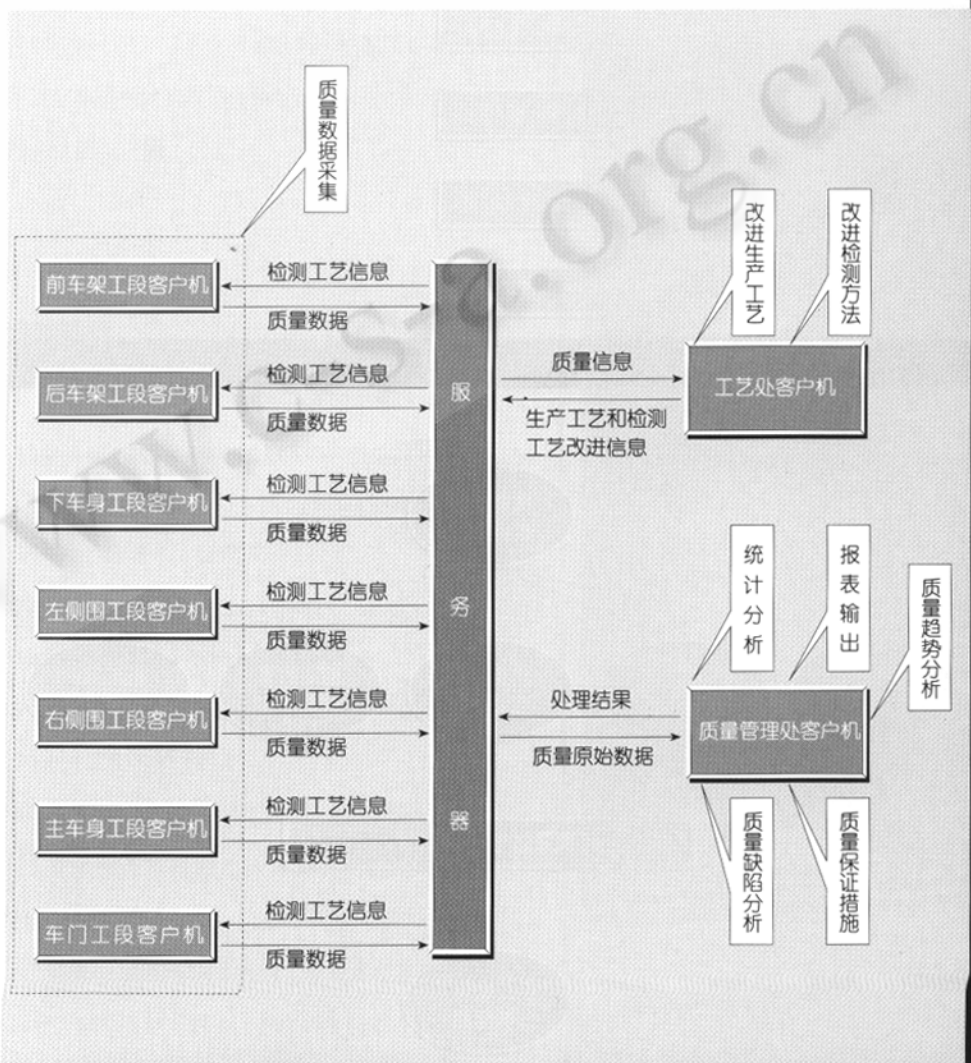 质量数据采集
前车架工段客户机
检测工艺信息
质量数据
后车架工段客户机
检测工艺信息
质量数据
下车身工段客户机
检测工艺信息
质量数据
左侧围工段客户机
检测工艺信息
质量数据
右侧围工段客户机
检测工艺信息
质量数据
主车身工段客户机
检测工艺信息
质量数据
车门工段客户机
检测工艺信息
质量数据
服务器
改进生产工艺
改进检测方法
质量信息
生产工艺和检测
工艺改进信息
工艺处客户机
统计分析
报表输出
质量趋势分析
处理结果
质量原始数据
质量管理处客户机
质量缺陷分析
质量保证措施
www.c-s-a.org.cn